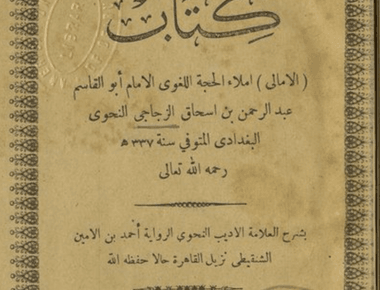 كتاب
( الامالى ) املاء الحجة اللغوى الامام أبو القاسم
عبد الرحمن بن اسحاق الزجاجى النحوى
البغدادى المتوفي سنة ٣٣٧ هـ
رحمه الله تعالى
بشرح العلامة الاديب النحوي الرواية أحمد بن الامين
الشنقيطى نزيل القاهرة حالا حفظه الله